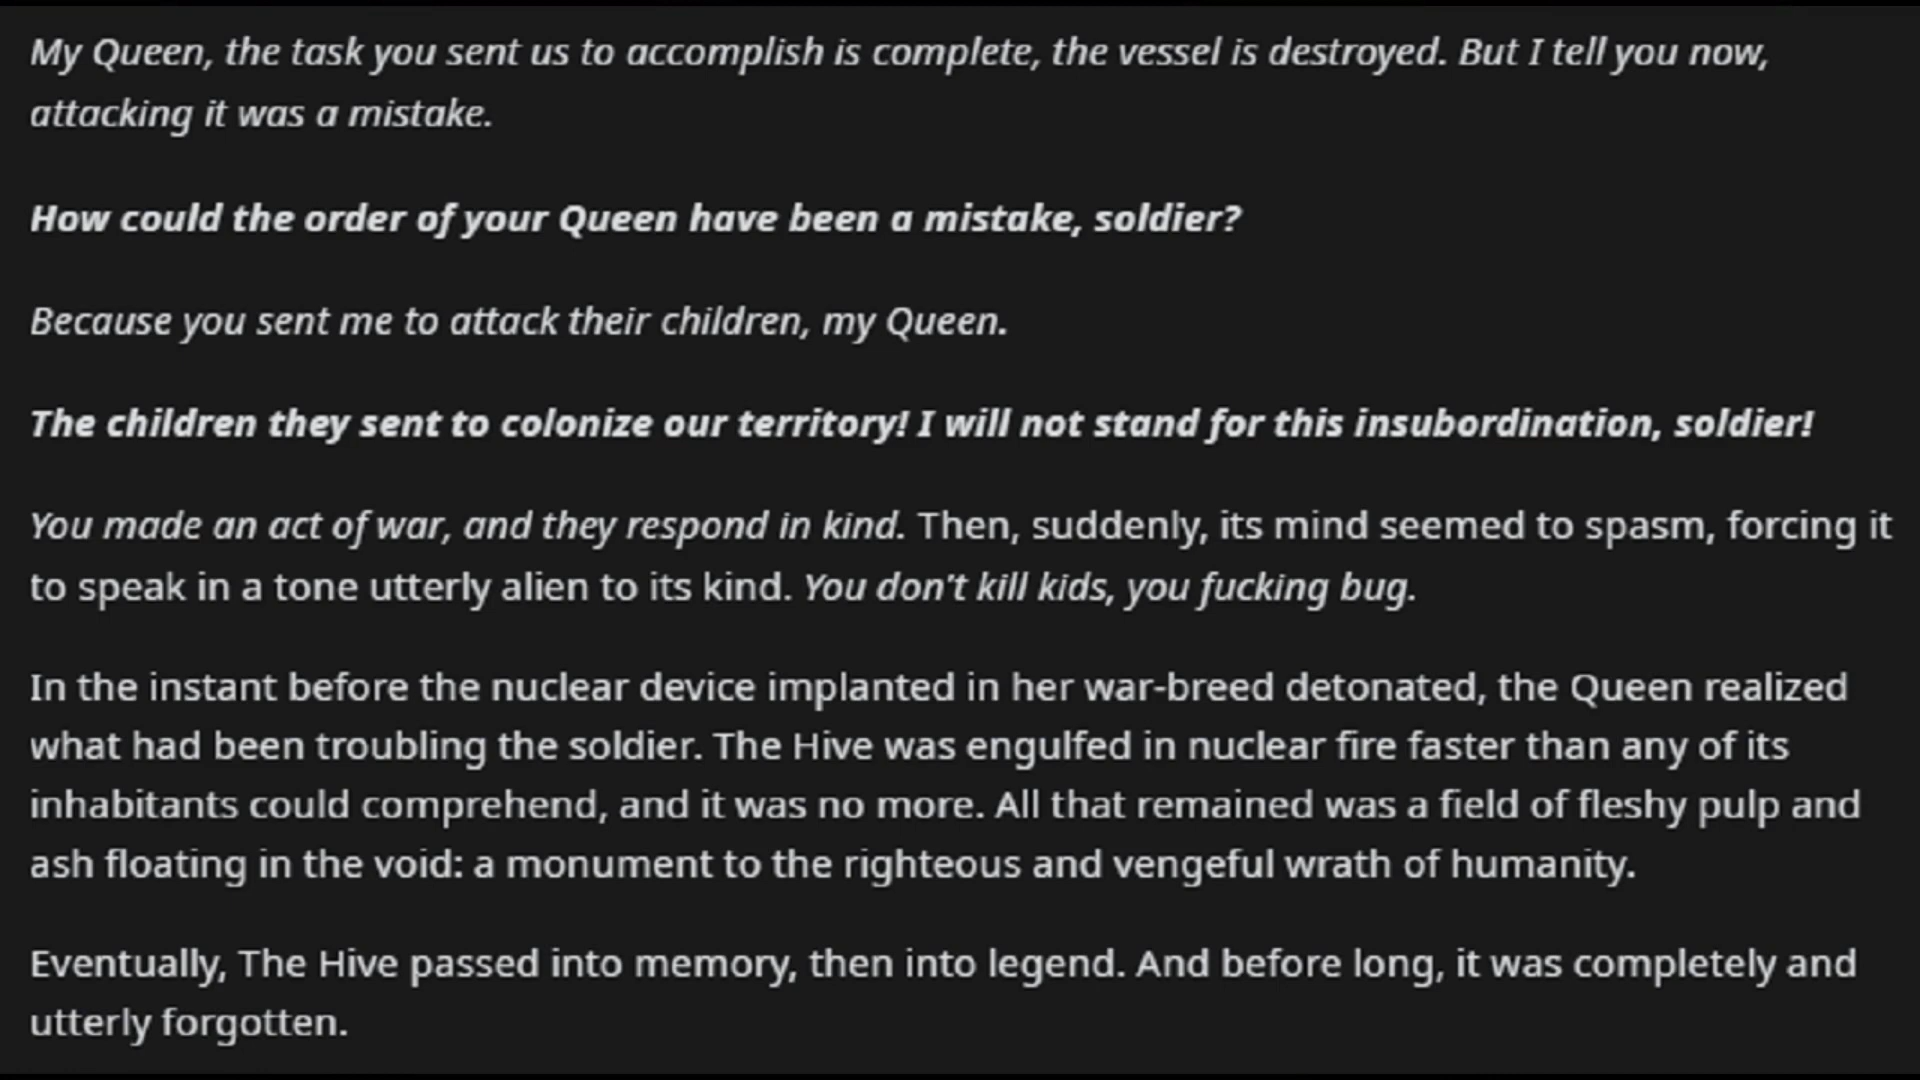 My Queen, the task you sent us to accomplish is complete, the vessel is destroyed. But I tell you now,
attacking it was a mistake.
How could the order of your Queen have been a mistake, soldier?
Because you sent me to attack their children, my Queen.
The children they sent to colonize our territory! I will not stand for this insubordination, soldier!
You made an act of war, and they respond in kind. Then, suddenly, its mind seemed to spasm, forcing it
to speak in a tone utterly alien to its kind. You don't kill kids, you fucking bug.
In the instant before the nuclear device implanted in her war-breed detonated, the Queen realized
what had been troubling the soldier. The Hive was engulfed in nuclear fire faster than any of its
inhabitants could comprehend, and it was no more. All that remained was a field of fleshy pulp and
ash floating in the void: a monument to the righteous and vengeful wrath of humanity.
Eventually, The Hive passed into memory, then into legend. And before long, it was completely and
utterly forgotten.